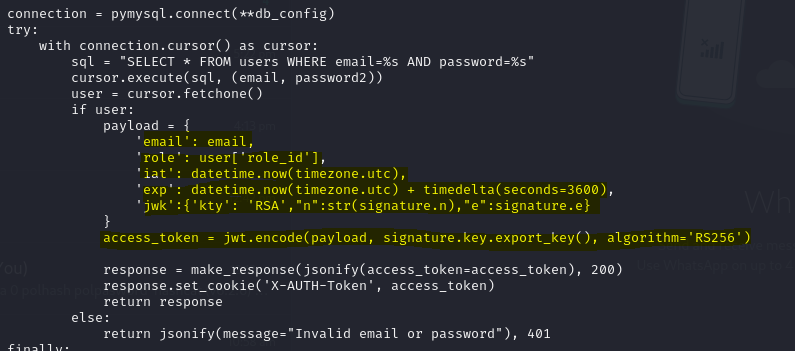 connection = pymysql.connect(**db_config)
try:
    with connection.cursor() as cursor:
        sql = "SELECT * FROM users WHERE email=%s AND password=%s"
        cursor.execute(sql, (email, password2))
        user = cursor.fetchone()
        if user:
            payload = {
                'email': email,
                'role': user['role_id'],
                'iat': datetime.now(timezone.utc),
                'exp': datetime.now(timezone.utc) + timedelta(seconds=3600),
                'jwk':{'kty': 'RSA',"n":str(signature.n),"e":signature.e}
            }
            access_token = jwt.encode(payload, signature.key.export_key(), algorithm='RS256')
            response = make_response(jsonify(access_token=access_token), 200)
            response.set_cookie('X-AUTH-Token', access_token)
            return response
        else:
            return jsonify(message="Invalid email or password"), 401
finally: